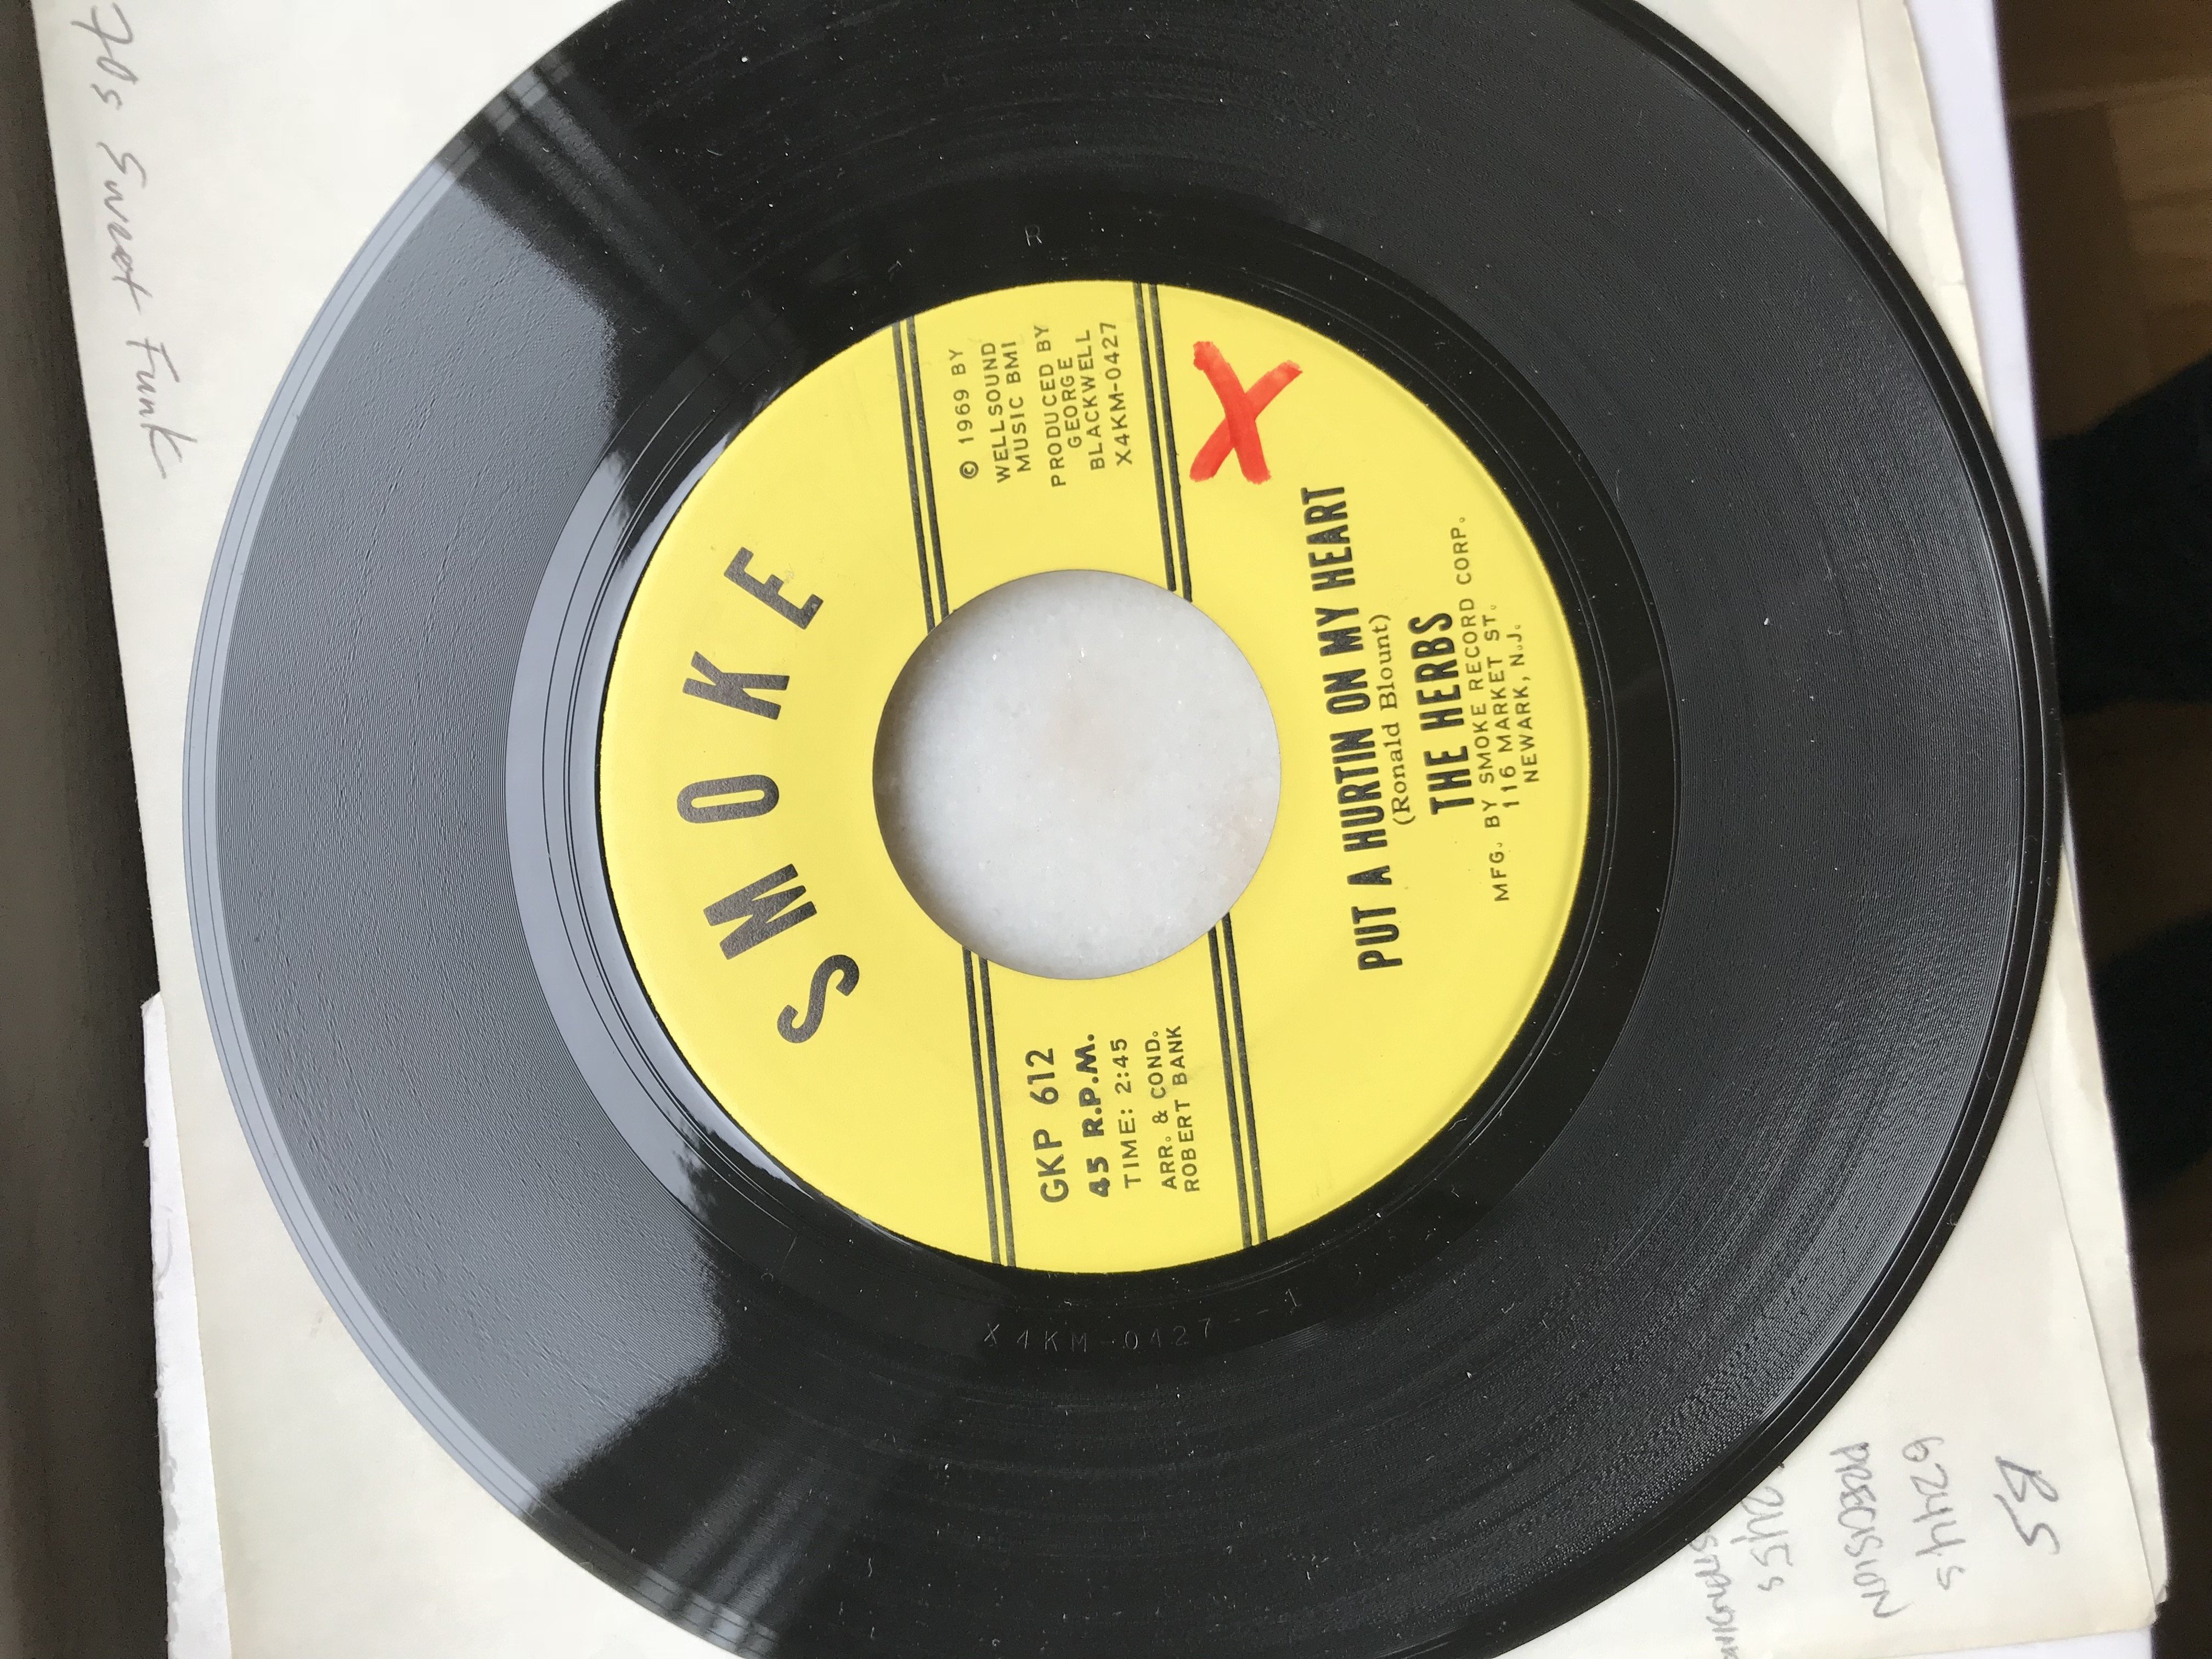 SMOKE
GKP 612
45 R.P.M.
TIME: 2:45
ARR. & COND.
ROBERT BANK
© 1969 BY
WELLSOUND
MUSIC BMI
PRODUCED BY
GEORGE
BLACKWELL
X4KM-0427
X
PUT A HURTIN ON MY HEART
(Ronald Blount)
THE HERBS
MFG. BY SMOKE RECORD CORP.
116 MARKET ST.
NEWARK, N.J.
R
X4KM-0427--1
70s Sweet Funk